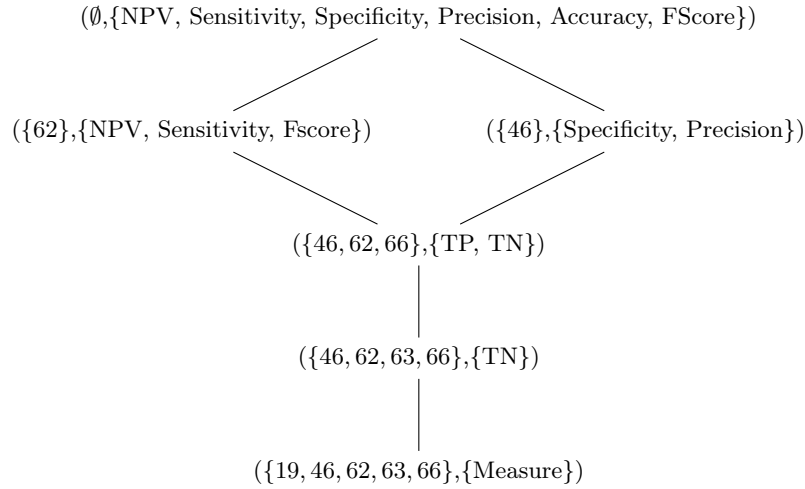 (∅,{NPV, Sensitivity, Specificity, Precision, Accuracy, FScore})
({62},{NPV, Sensitivity, Fscore})
({46},{Specificity, Precision})
({46, 62, 66},{TP, TN})
({46, 62, 63, 66},{TN})
({19, 46, 62, 63, 66},{Measure})